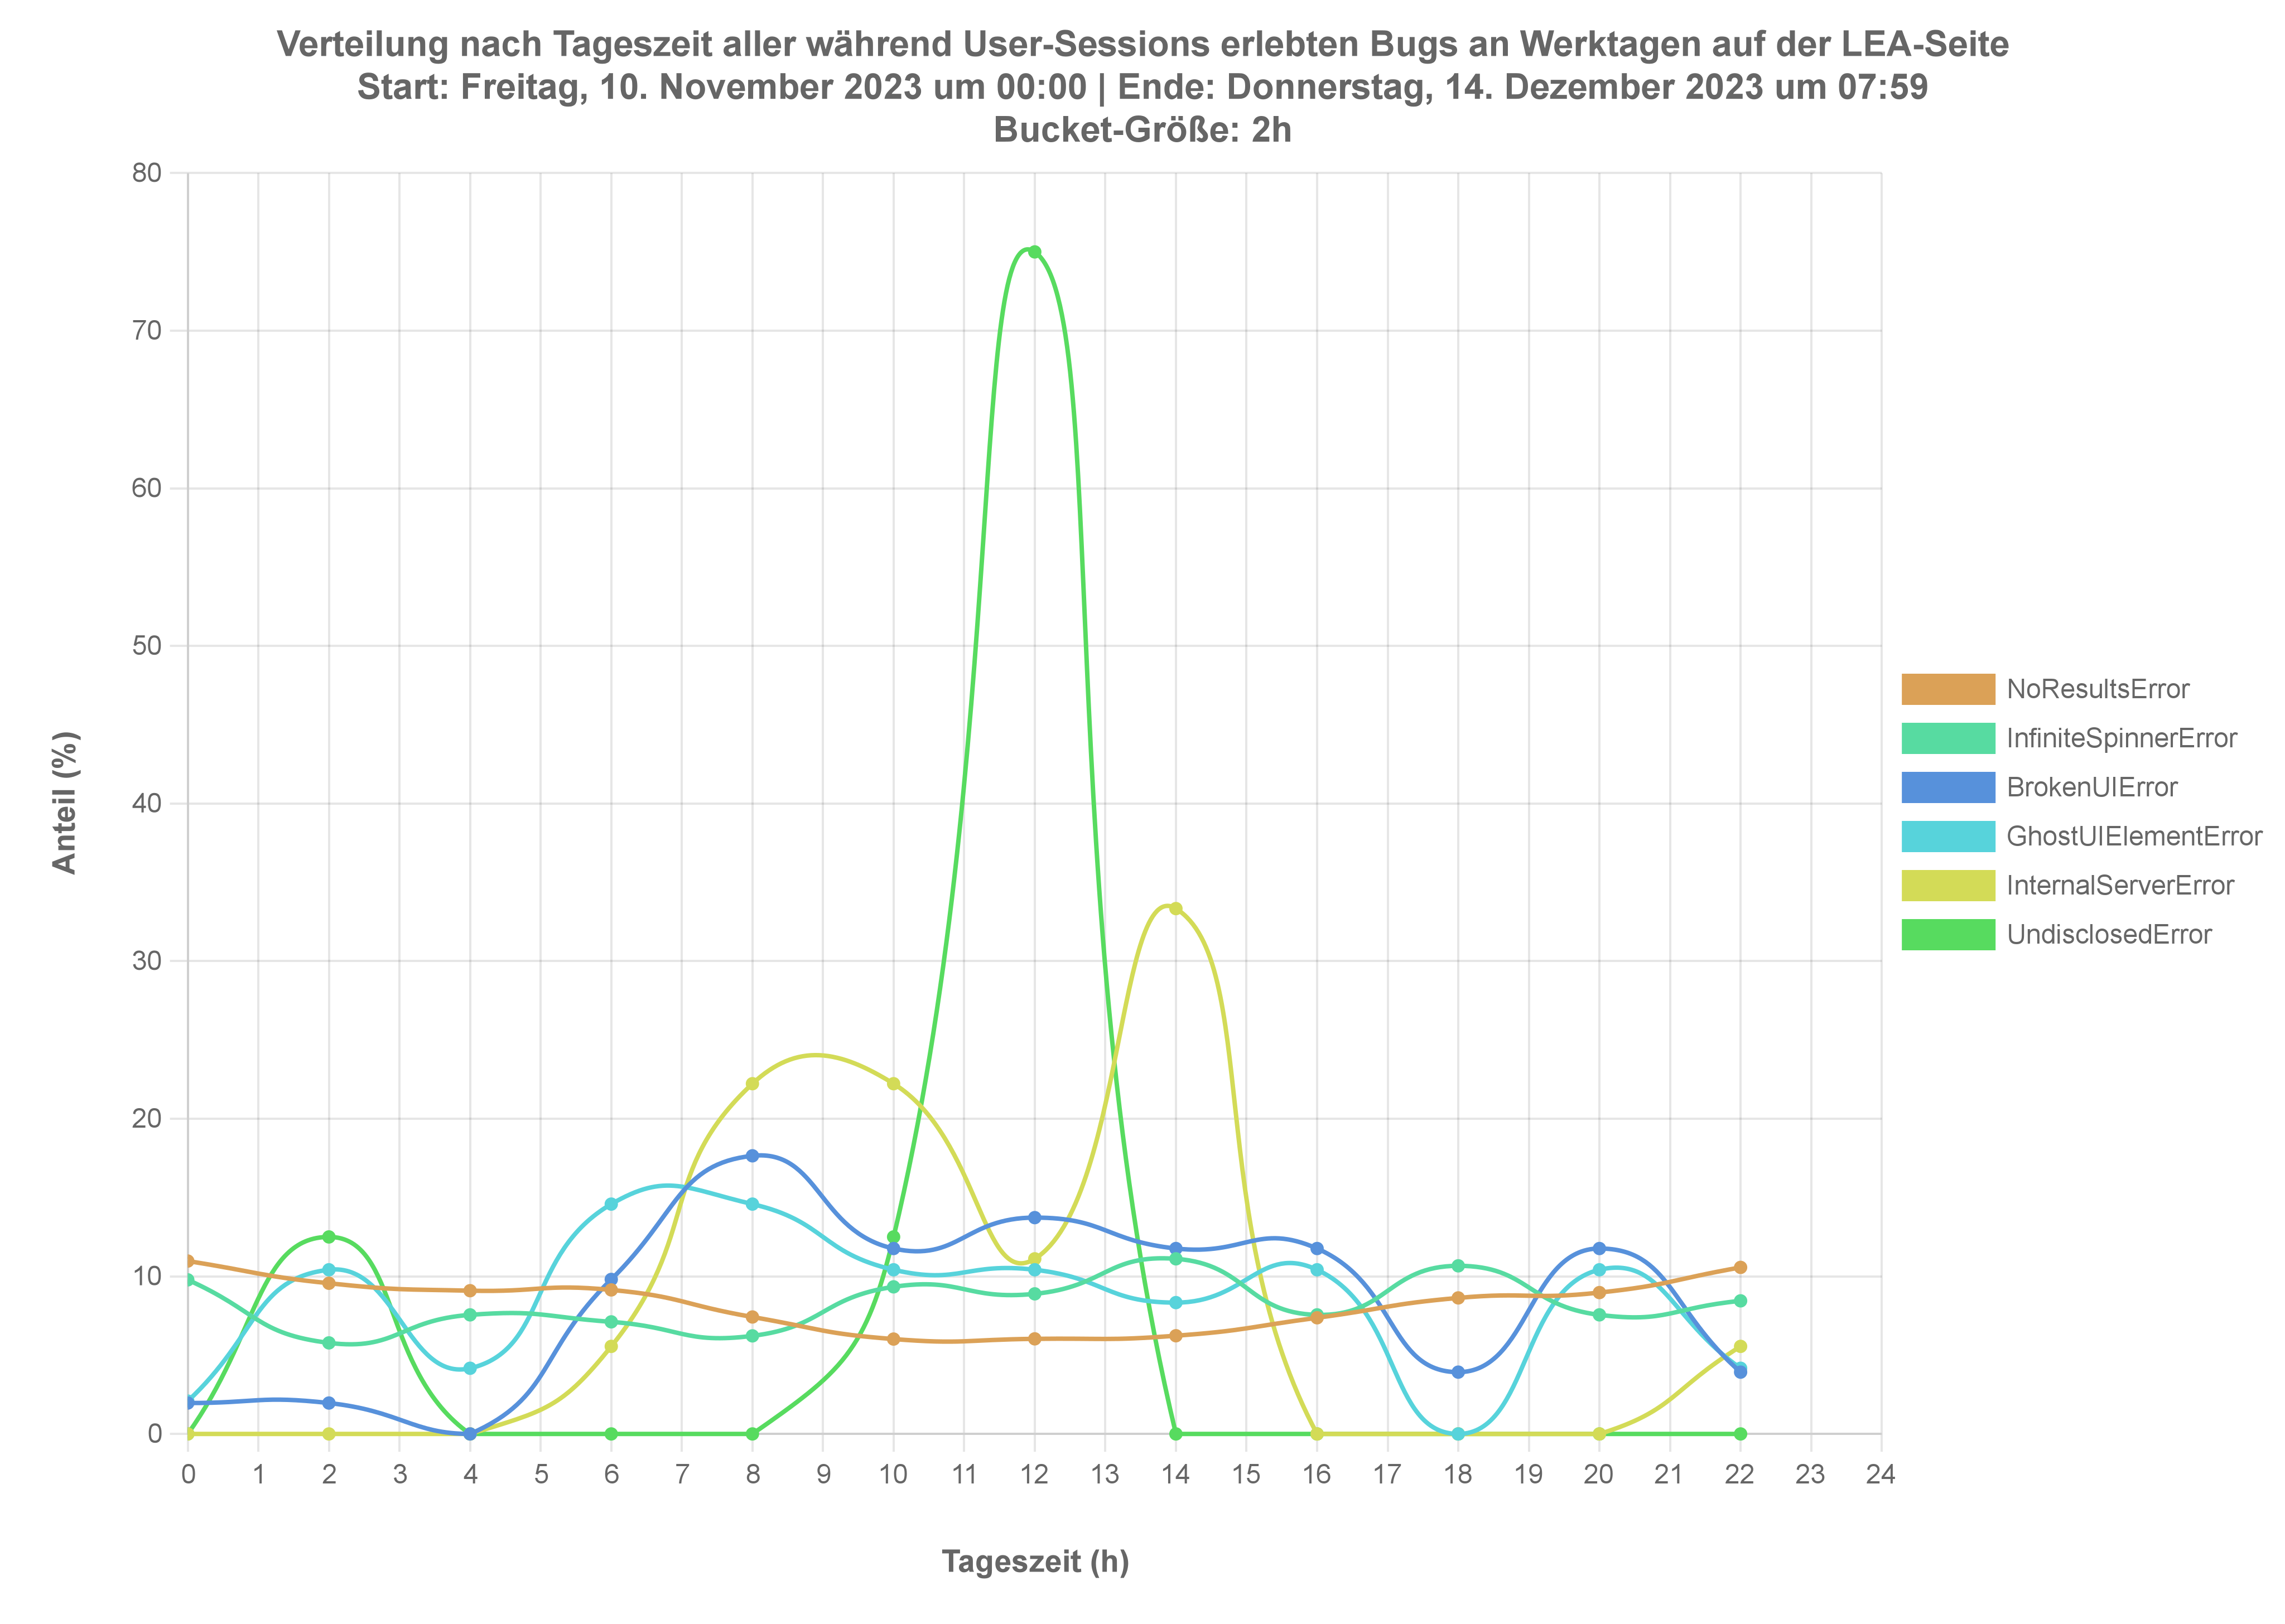 Verteilung nach Tageszeit aller während User-Sessions erlebten Bugs an Werktagen auf der LEA-Seite
Start: Freitag, 10. November 2023 um 00:00 | Ende: Donnerstag, 14. Dezember 2023 um 07:59
Bucket-Größe: 2h
80
70
60
50
40
30
20
10
0
Anteil (%)
0 1 2 3 4 5 6 7 8 9 10 11 12 13 14 15 16 17 18 19 20 21 22 23 24
Tageszeit (h)
NoResultsError
InfiniteSpinnerError
BrokenUIError
GhostUIElementError
InternalServerError
UndisclosedError